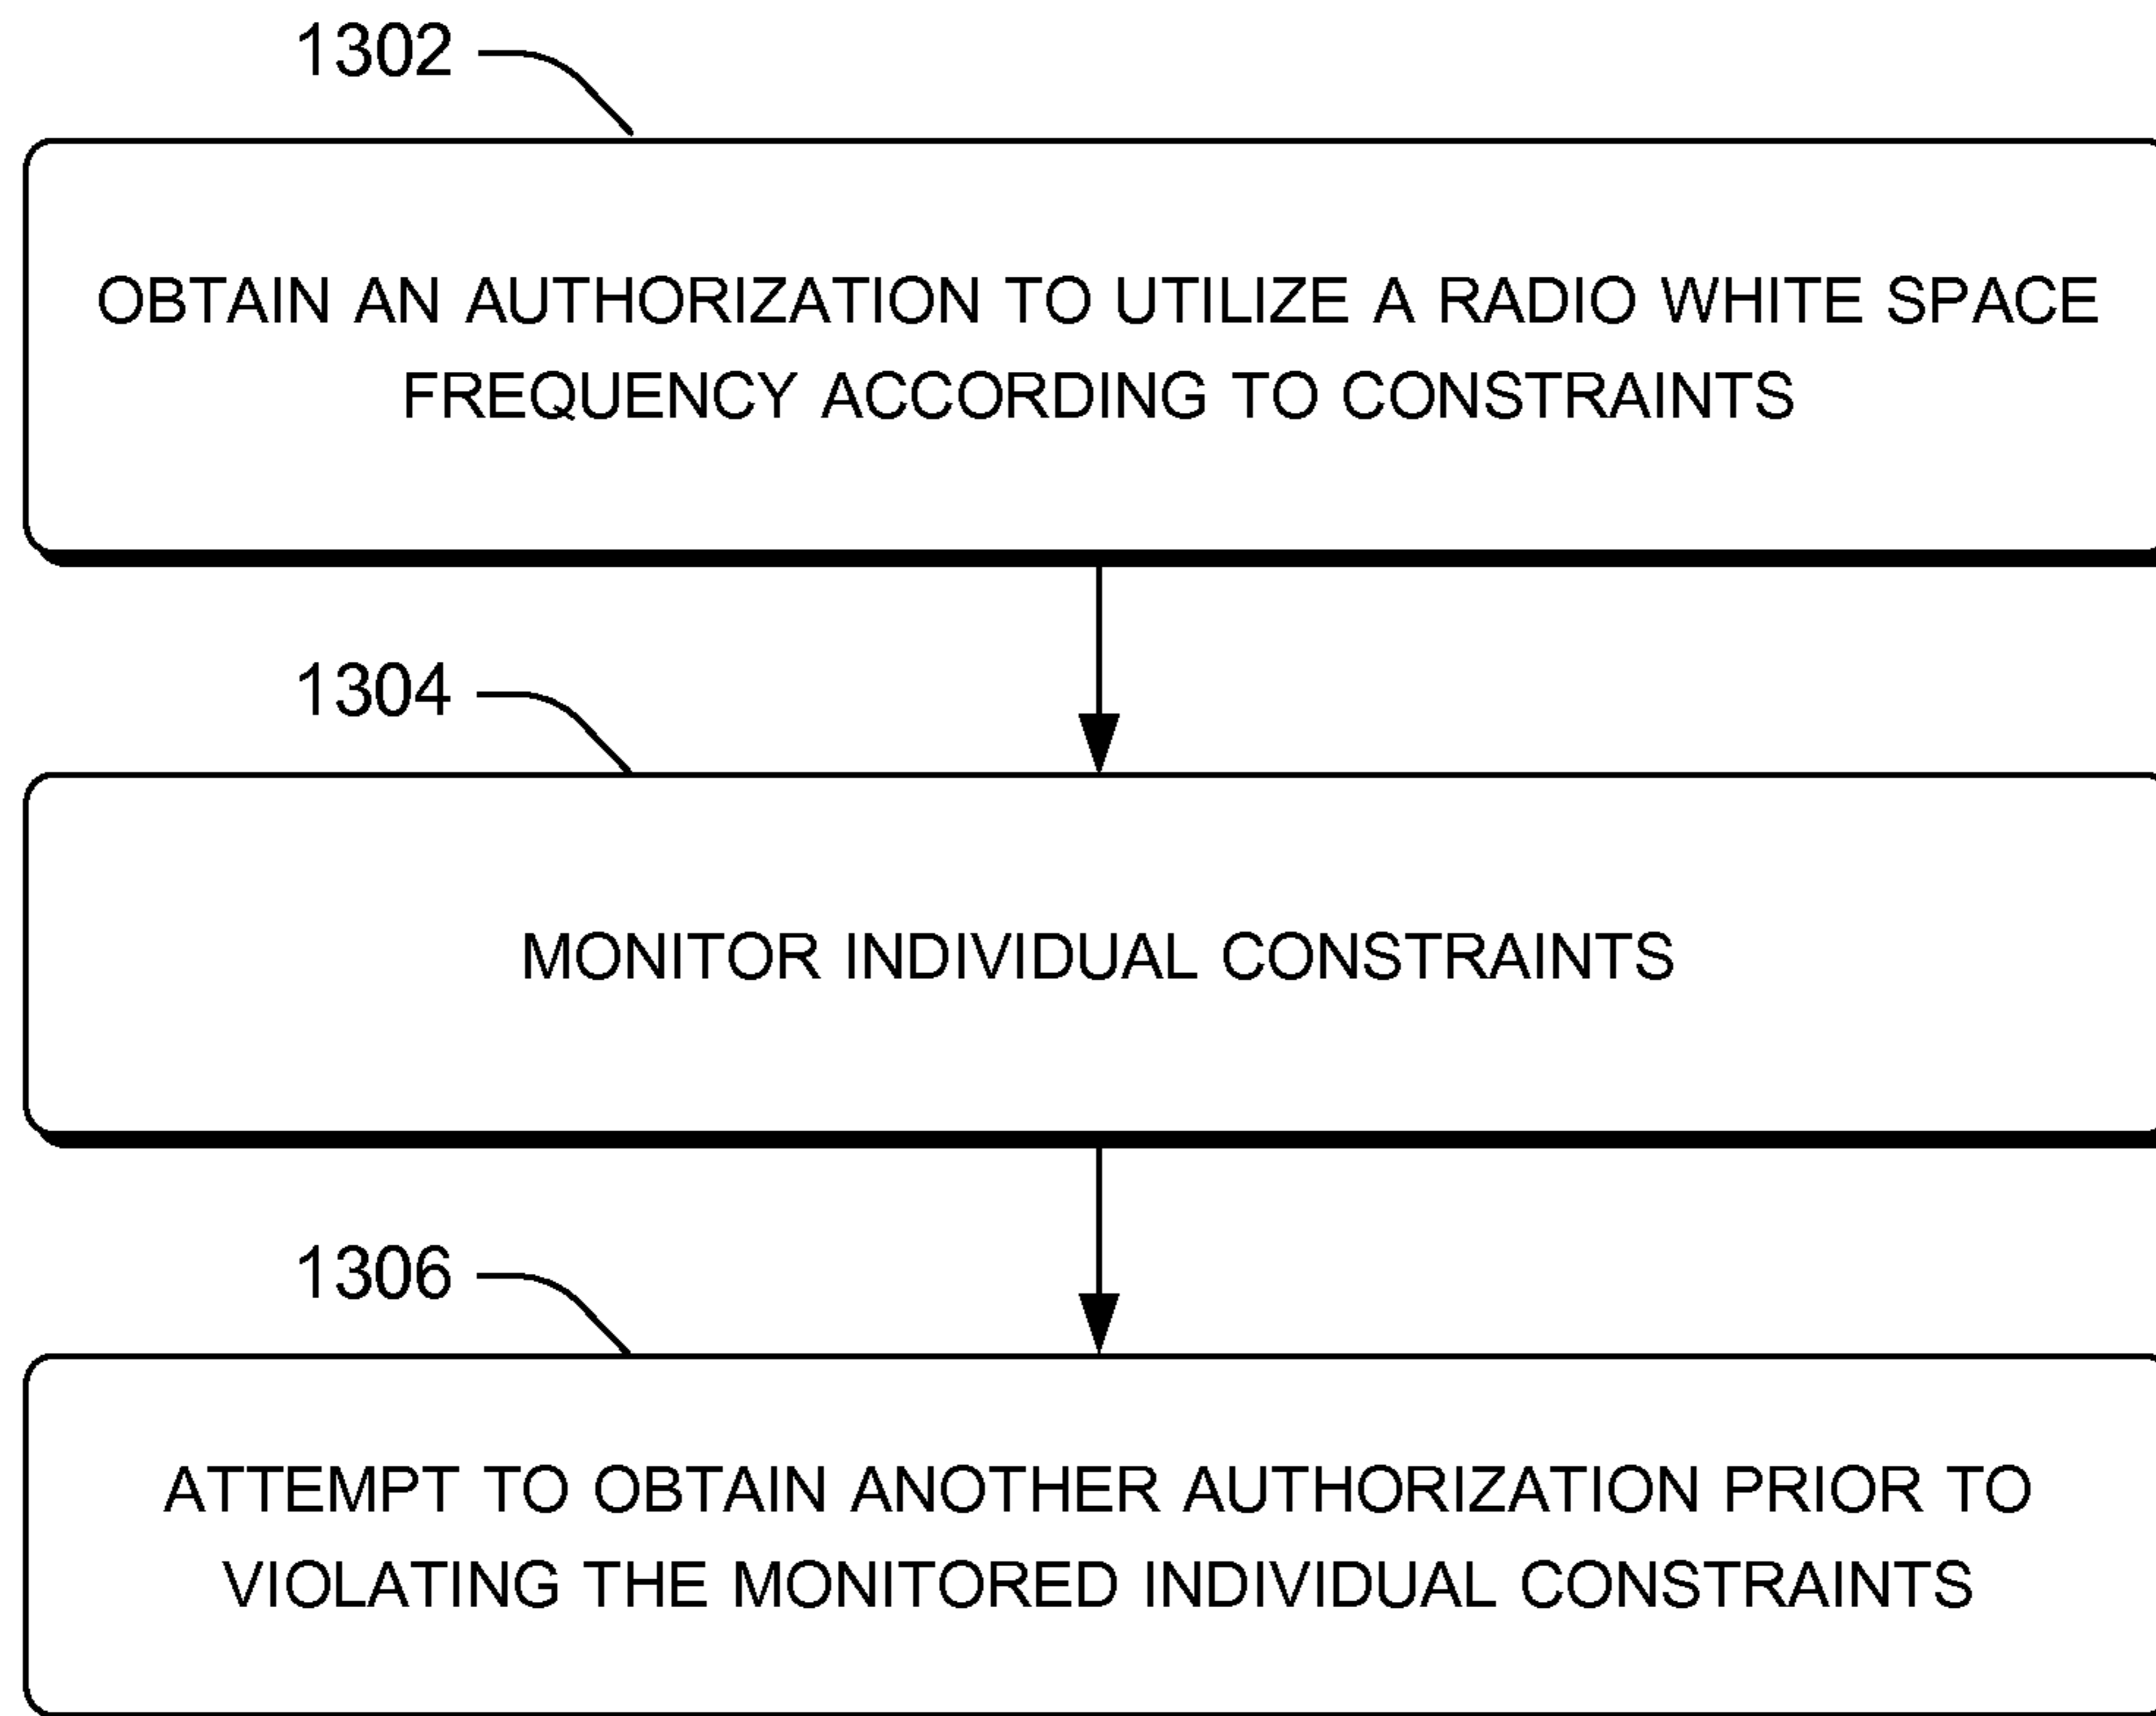 1302
OBTAIN AN AUTHORIZATION TO UTILIZE A RADIO WHITE SPACE
FREQUENCY ACCORDING TO CONSTRAINTS
1304
MONITOR INDIVIDUAL CONSTRAINTS
1306
ATTEMPT TO OBTAIN ANOTHER AUTHORIZATION PRIOR TO
VIOLATING THE MONITORED INDIVIDUAL CONSTRAINTS